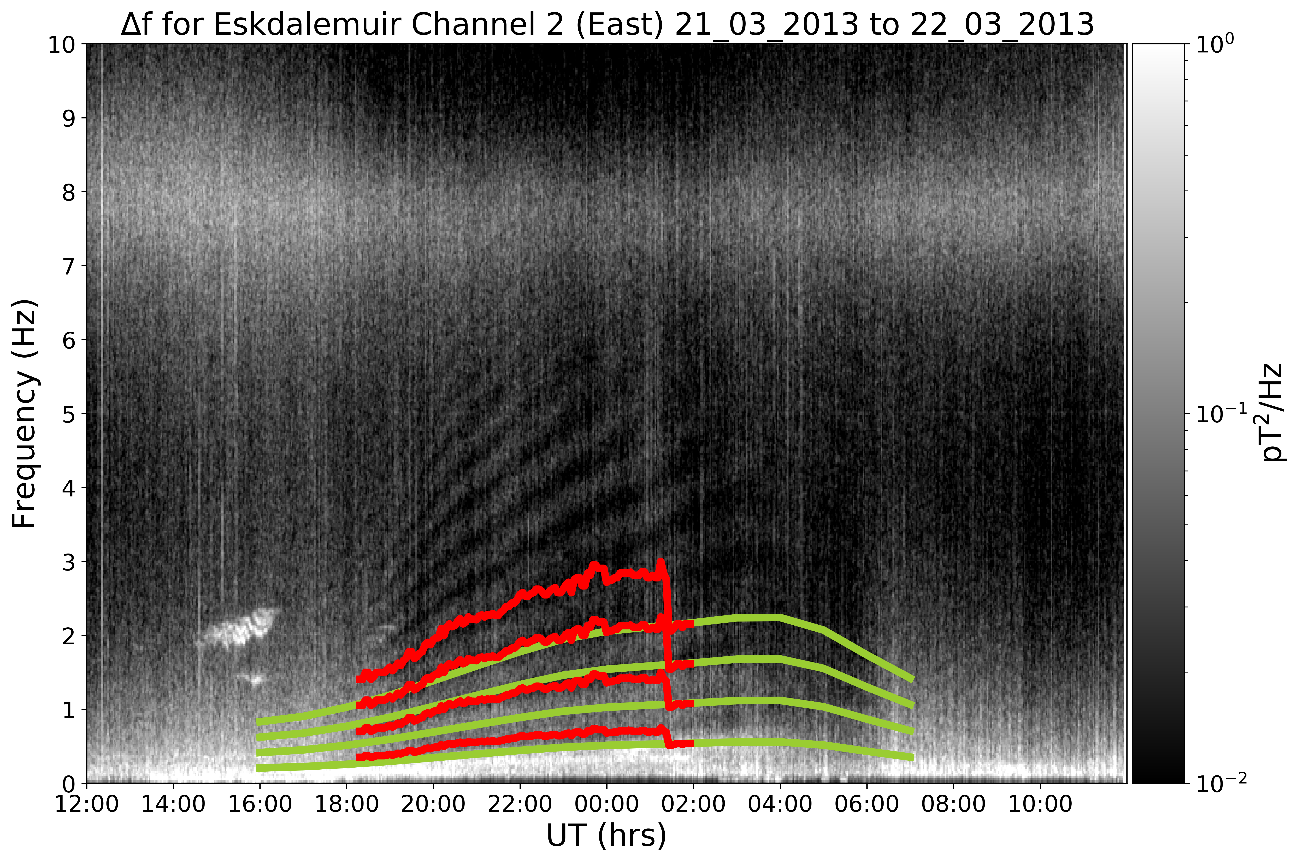 Δf for Eskdalemuir Channel 2 (East) 21_03_2013 to 22_03_2013
10
9
8
7
6
5
4
3
2
1
0
Frequency (Hz)
12:00 14:00 16:00 18:00 20:00 22:00 00:00 02:00 04:00 06:00 08:00 10:00
UT (hrs)
10⁰
10⁻¹
10⁻²
pT²/Hz